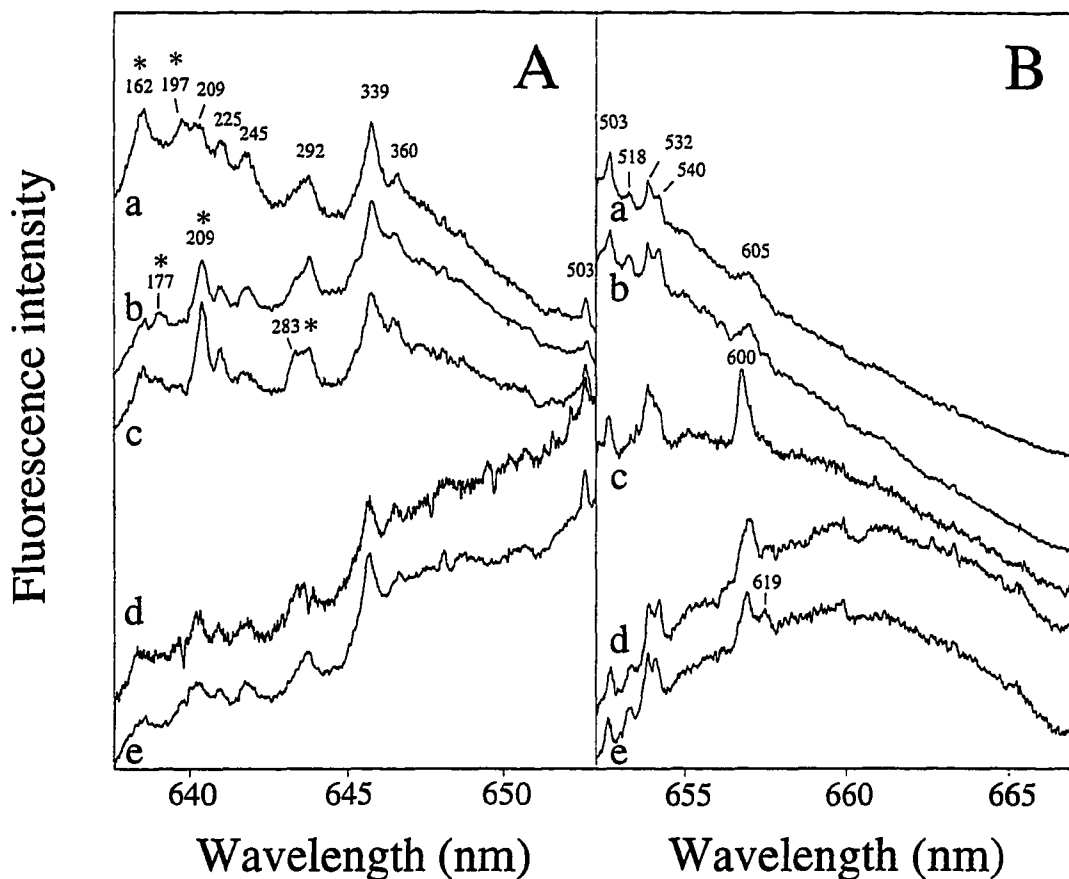 Fluorescence intensity
A
B
* * 
162 197 209 225 245 292 339 360
a
*
209
*
177
b
283 *
503
c
d
e
503 518 532 540
a
605
b
600
c
619
d
e
640 645 650 655 660 665
Wavelength (nm) Wavelength (nm)